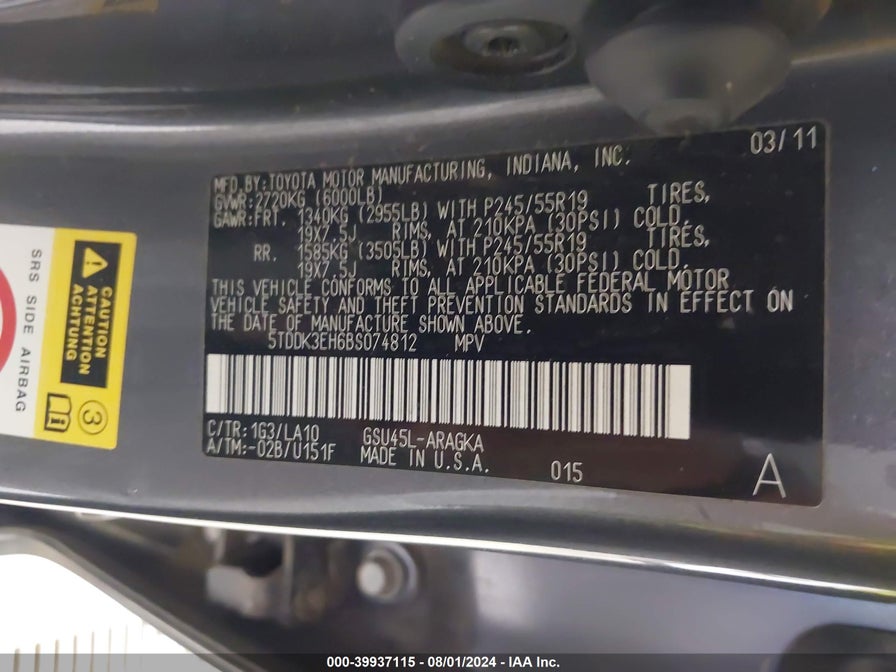 03/11
MFD.BY:TOYOTA MOTOR MANUFACTURING, INDIANA, INC.
GVWR:2720KG (6000LB)
GAWR:FRT. 1340KG (2955LB) WITH P245/55R19 TIRES,
19X7.5J RIMS, AT 210KPA (30PSI) COLD.
RR. 1585KG (3505LB) WITH P245/55R19 TIRES,
19X7.5J RIMS, AT 210KPA (30PSI) COLD.
THIS VEHICLE CONFORMS TO ALL APPLICABLE FEDERAL MOTOR
VEHICLE SAFETY AND THEFT PREVENTION STANDARDS IN EFFECT ON
THE DATE OF MANUFACTURE SHOWN ABOVE.
5TDDK3EH6BS074812 MPV
C/TR:1G3/LA10 GSU45L-ARAGKA
A/TM:-02B/U151F MADE IN U.S.A.
015
A
CAUTION
ATTENTION
ACHTUNG
SRS SIDE AIRBAG
3
000-39937115 - 08/01/2024 - IAA Inc.